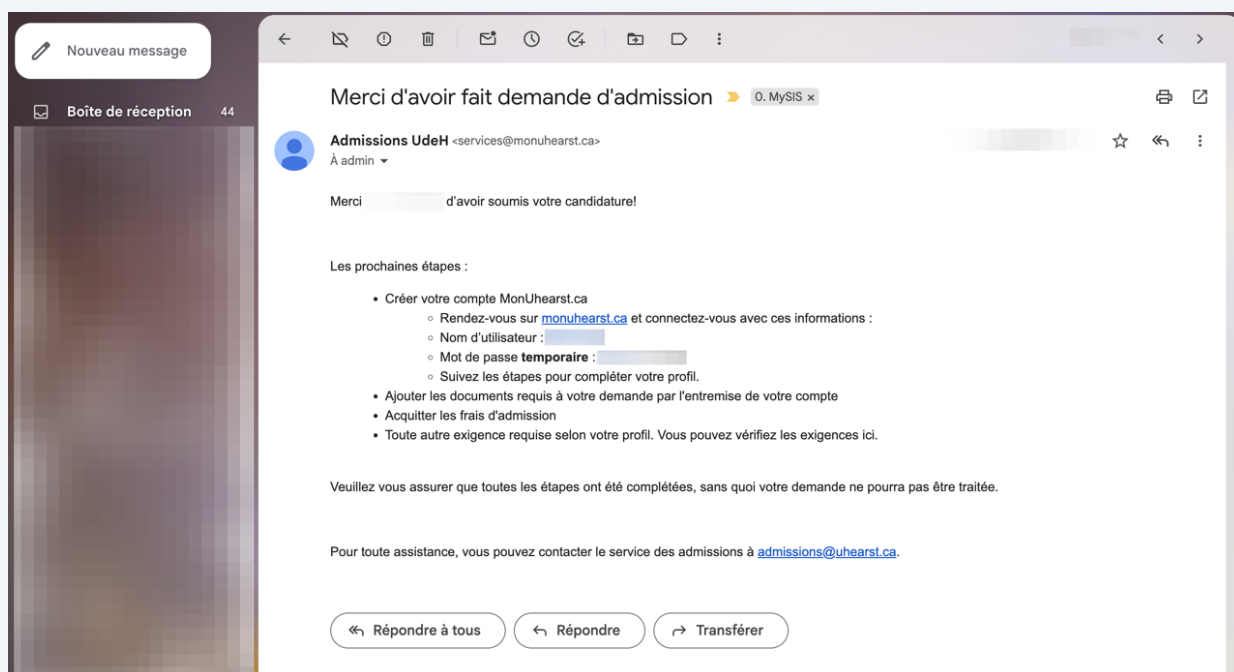 Nouveau message
Boîte de réception 44
Merci d'avoir fait demande d'admission 0. MySIS ×
Admissions UdeH <services@monuhearst.ca>
À admin
Merci d'avoir soumis votre candidature!
Les prochaines étapes :
• Créer votre compte MonUhearst.ca
◦ Rendez-vous sur monuhearst.ca et connectez-vous avec ces informations :
◦ Nom d'utilisateur :
◦ Mot de passe temporaire :
◦ Suivez les étapes pour compléter votre profil.
• Ajouter les documents requis à votre demande par l'entremise de votre compte
• Acquitter les frais d'admission
• Toute autre exigence requise selon votre profil. Vous pouvez vérifiez les exigences ici.
Veuillez vous assurer que toutes les étapes ont été complétées, sans quoi votre demande ne pourra pas être traitée.
Pour toute assistance, vous pouvez contacter le service des admissions à admissions@uhearst.ca.
Répondre à tous Répondre Transférer